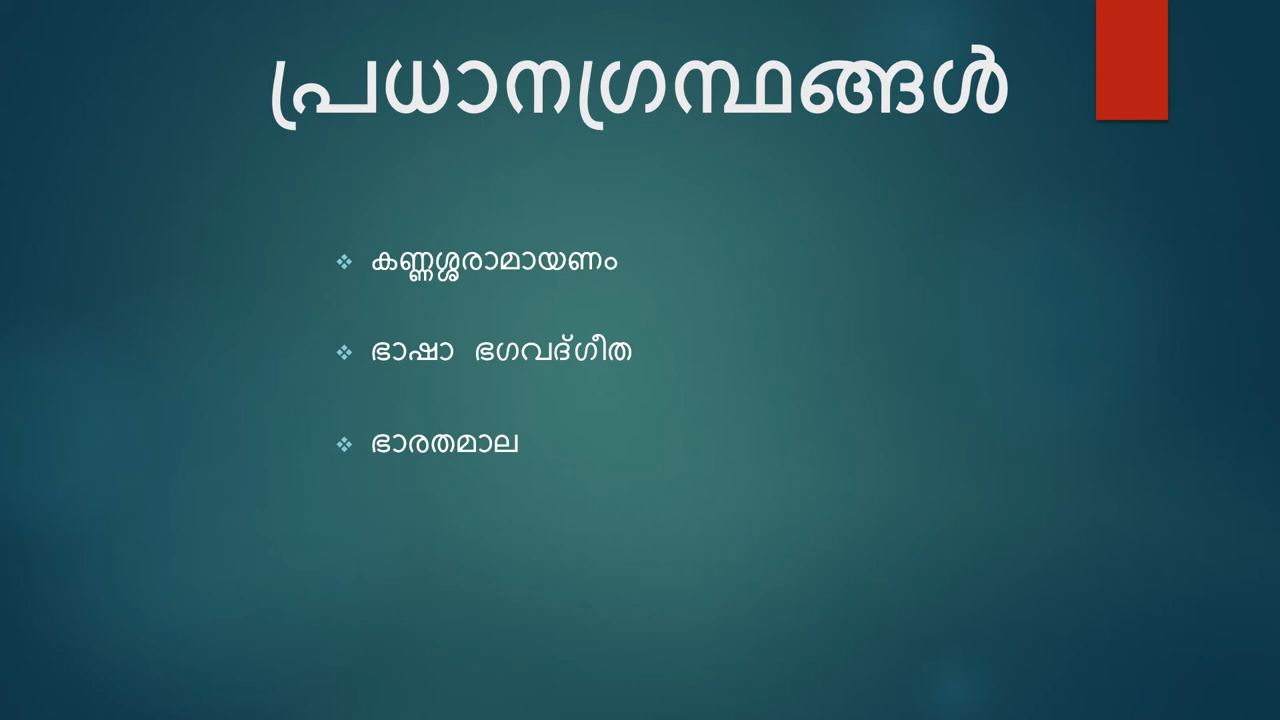 പ്രധാനഗ്രന്ഥങ്ങൾ
കണ്ണശ്ശരാമായണം
ഭാഷാ ഭഗവദ്ഗീത
ഭാരതമാല